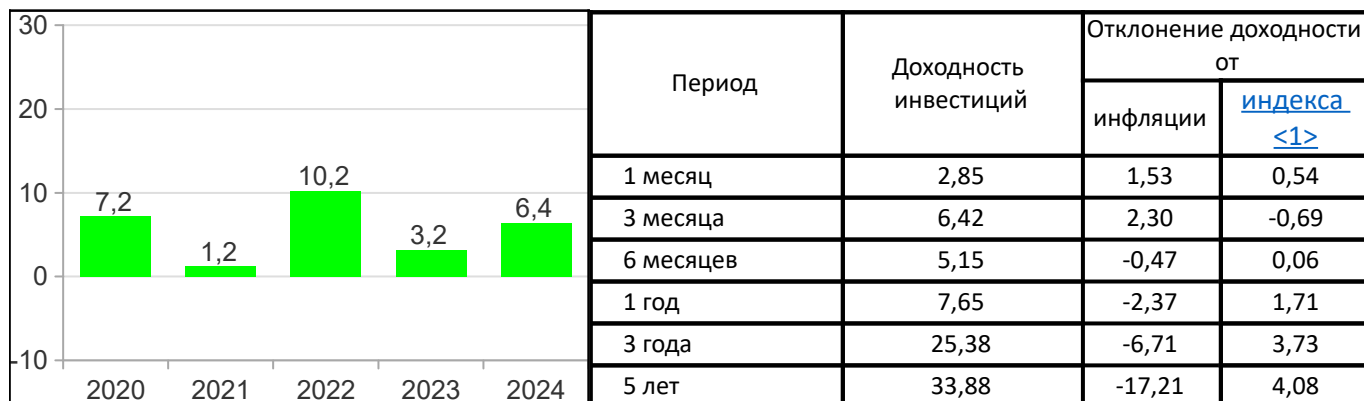 30
20
10
0
-10
7,2
1,2
10,2
3,2
6,4
2020 2021 2022 2023 2024
Период
Доходность
инвестиций
Отклонение доходности
от
инфляции
индекса
<1>
1 месяц 2,85 1,53 0,54
3 месяца 6,42 2,30 -0,69
6 месяцев 5,15 -0,47 0,06
1 год 7,65 -2,37 1,71
3 года 25,38 -6,71 3,73
5 лет 33,88 -17,21 4,08